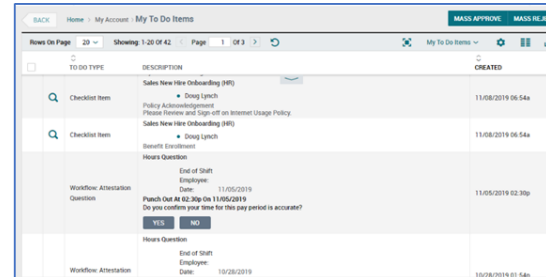 BACK Home > My Account > My To Do Items MASS APPROVE MASS REJ
Rows On Page 20 Showing: 1-20 Of 42 Page 1 Of 3 > My To Do Items
TO DO TYPE DESCRIPTION CREATED
Sales New Hire Onboarding (HR)
• Doug Lynch
Checklist Item 11/08/2019 06:54a
Policy Acknowledgement
Please Review and Sign-off on Internet Usage Policy
Sales New Hire Onboarding (HR)
Checklist Item • Doug Lynch 11/08/2019 06:54a
Benefit Enrollment
Hours Question
End of Shift
Employee:
Workflow: Attestation Question Date: 11/05/2019 11/05/2019 02:30p
Punch Out At 02:30p On 11/05/2019
Do you confirm your time for this pay period is accurate?
YES NO
Hours Question
End of Shift
Employee:
Workflow: Attestation Date: 10/28/2019 10/28/2019 01:54p